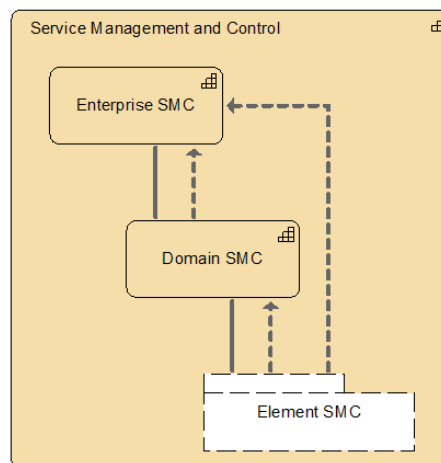 Service Management and Control
Enterprise SMC
Domain SMC
Element SMC